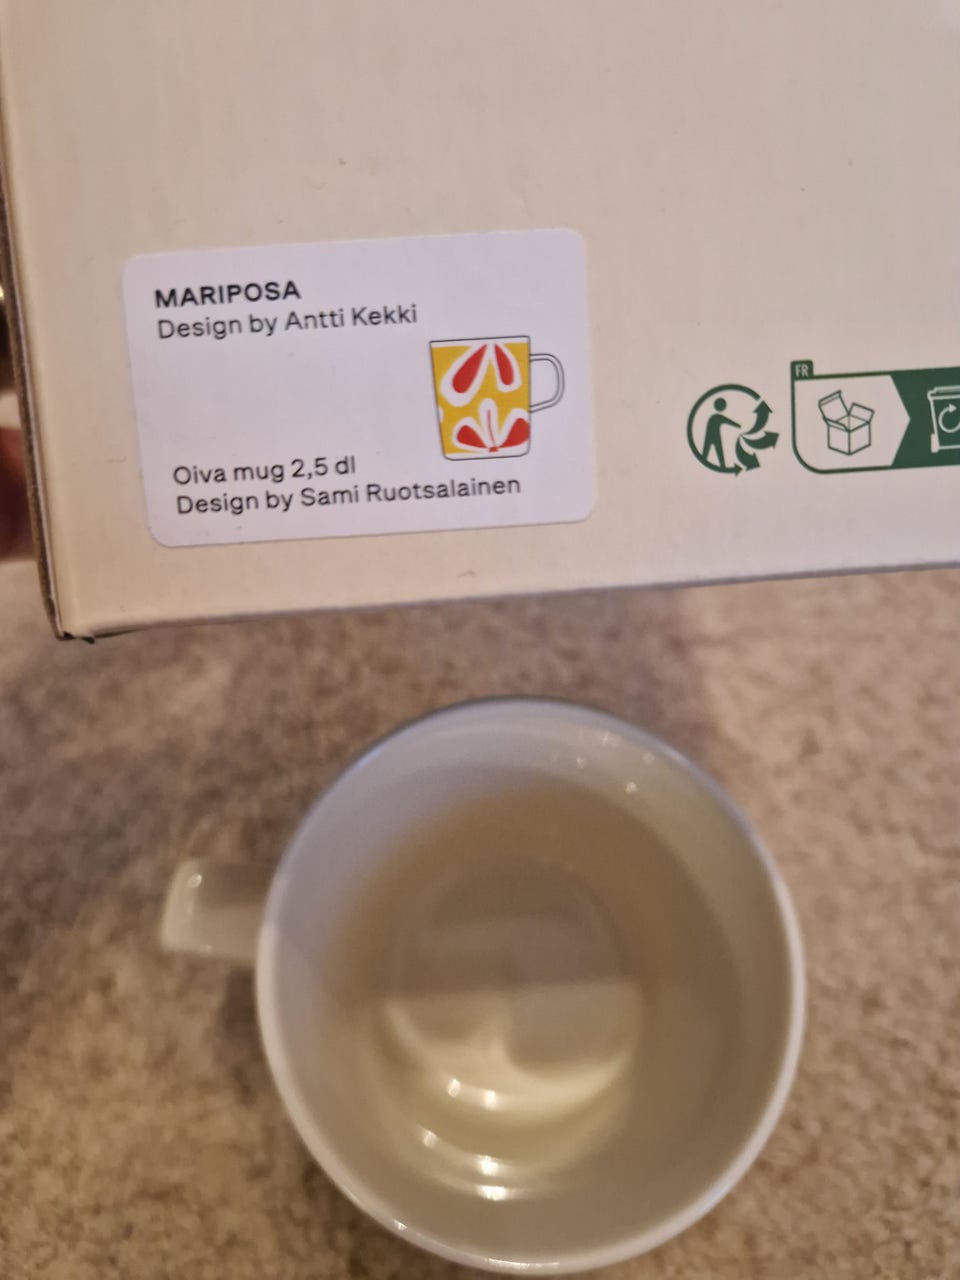 MARIPOSA
Design by Antti Kekki
Oiva mug 2,5 dl
Design by Sami Ruotsalainen
FR